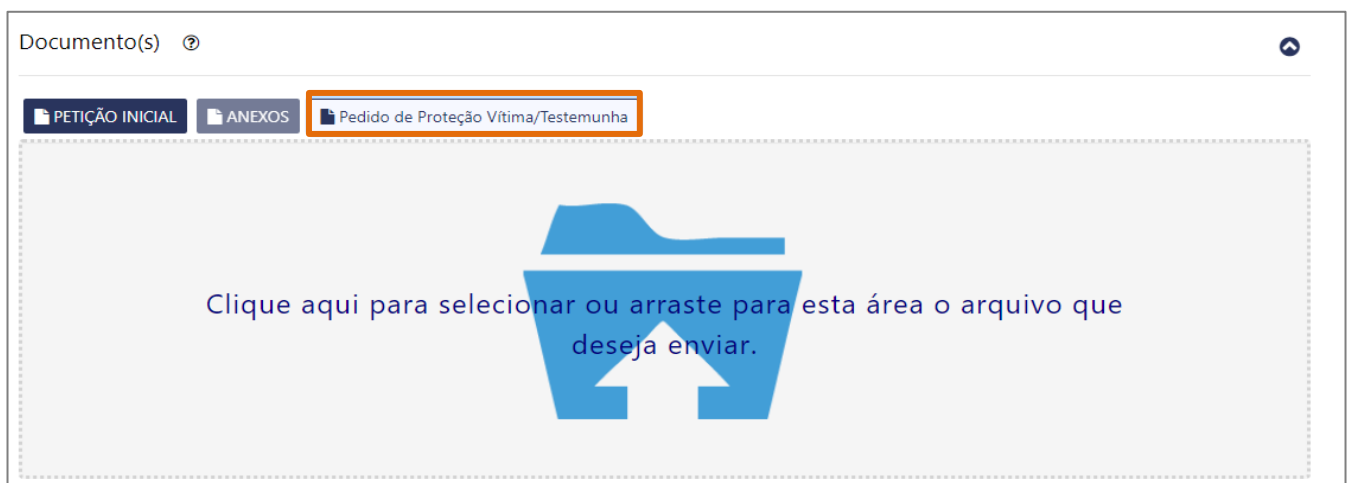 Documento(s)
PETIÇÃO INICIAL ANEXOS Pedido de Proteção Vítima/Testemunha
Clique aqui para selecionar ou arraste para esta área o arquivo que
deseja enviar.